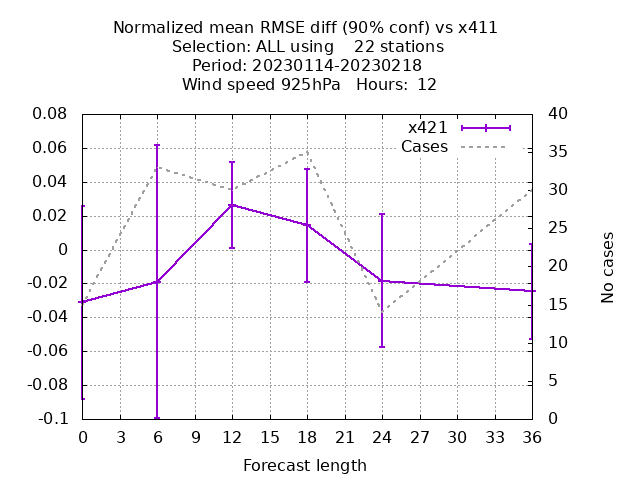 Normalized mean RMSE diff (90% conf) vs x411
Selection: ALL using    22 stations
Period: 20230114-20230218
Wind speed 925hPa   Hours:  12
x421
Cases
0.08
0.06
0.04
0.02
0
-0.02
-0.04
-0.06
-0.08
-0.1
40
35
30
25
20
15
10
5
0
No cases
0 3 6 9 12 15 18 21 24 27 30 33 36
Forecast length